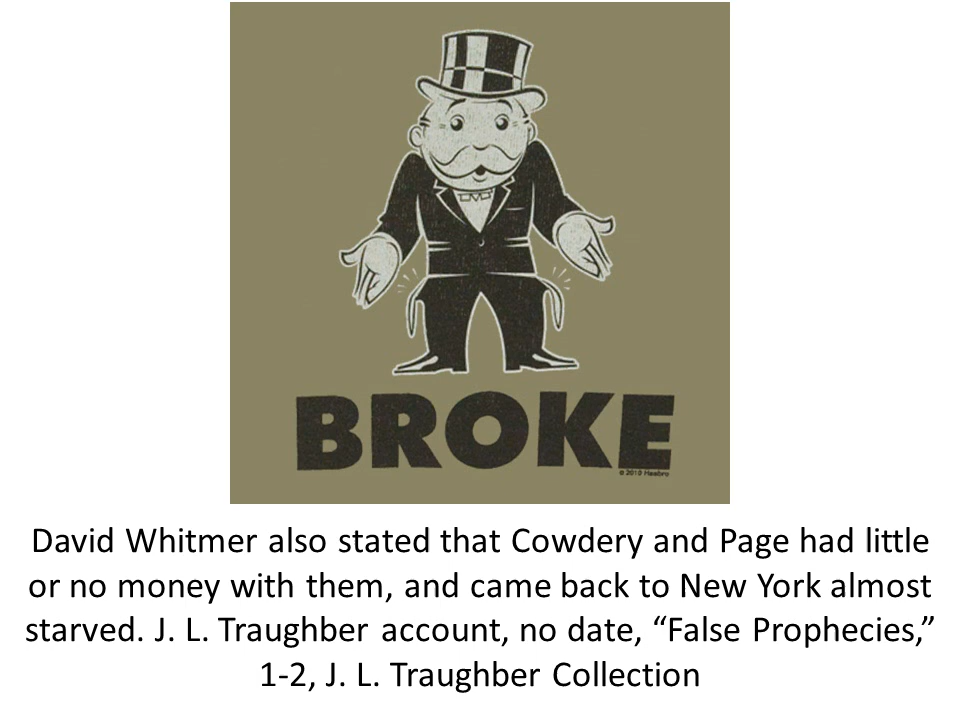 BROKE
© 2010 Hasbro
David Whitmer also stated that Cowdery and Page had little
or no money with them, and came back to New York almost
starved. J. L. Traughber account, no date, “False Prophecies,”
1-2, J. L. Traughber Collection